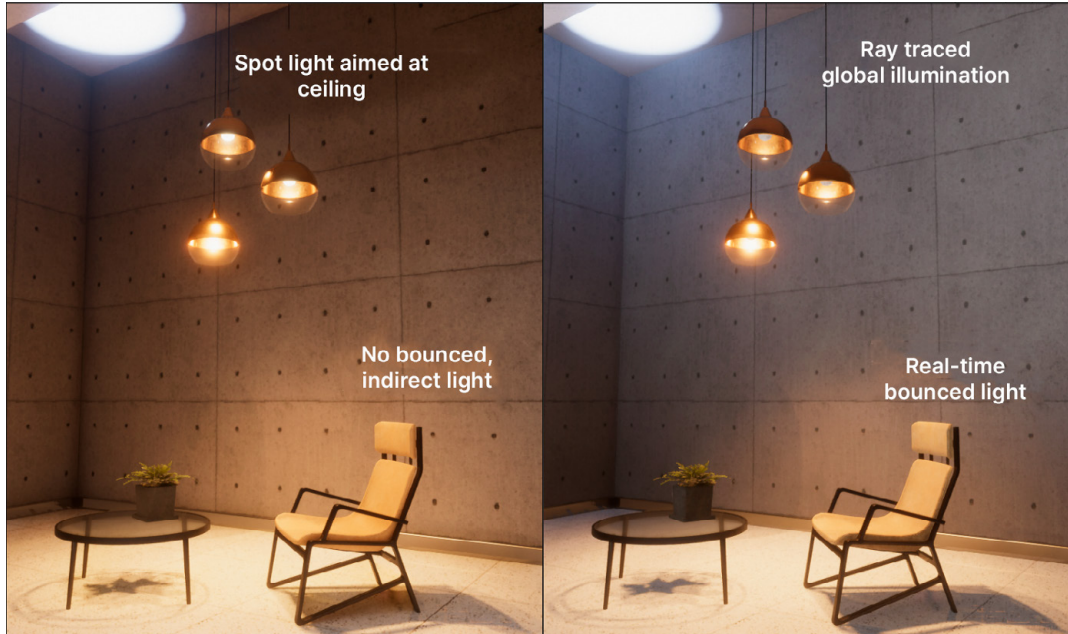 Spot light aimed at
ceiling
No bounced,
indirect light
Ray traced
global illumination
Real-time
bounced light